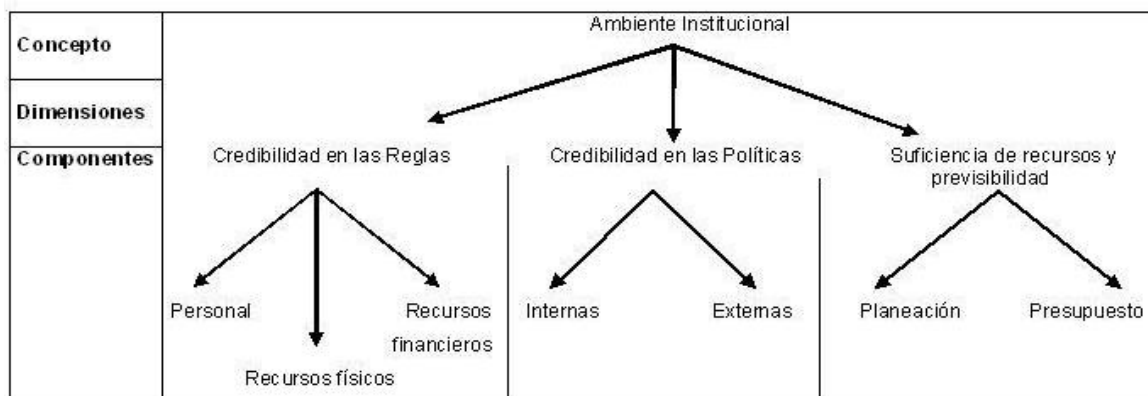 Concepto
Ambiente Institucional
Dimensiones
Componentes
Credibilidad en las Reglas
Credibilidad en las Políticas
Suficiencia de recursos y
previsibilidad
Personal
Recursos
financieros
Recursos físicos
Internas
Externas
Planeación
Presupuesto